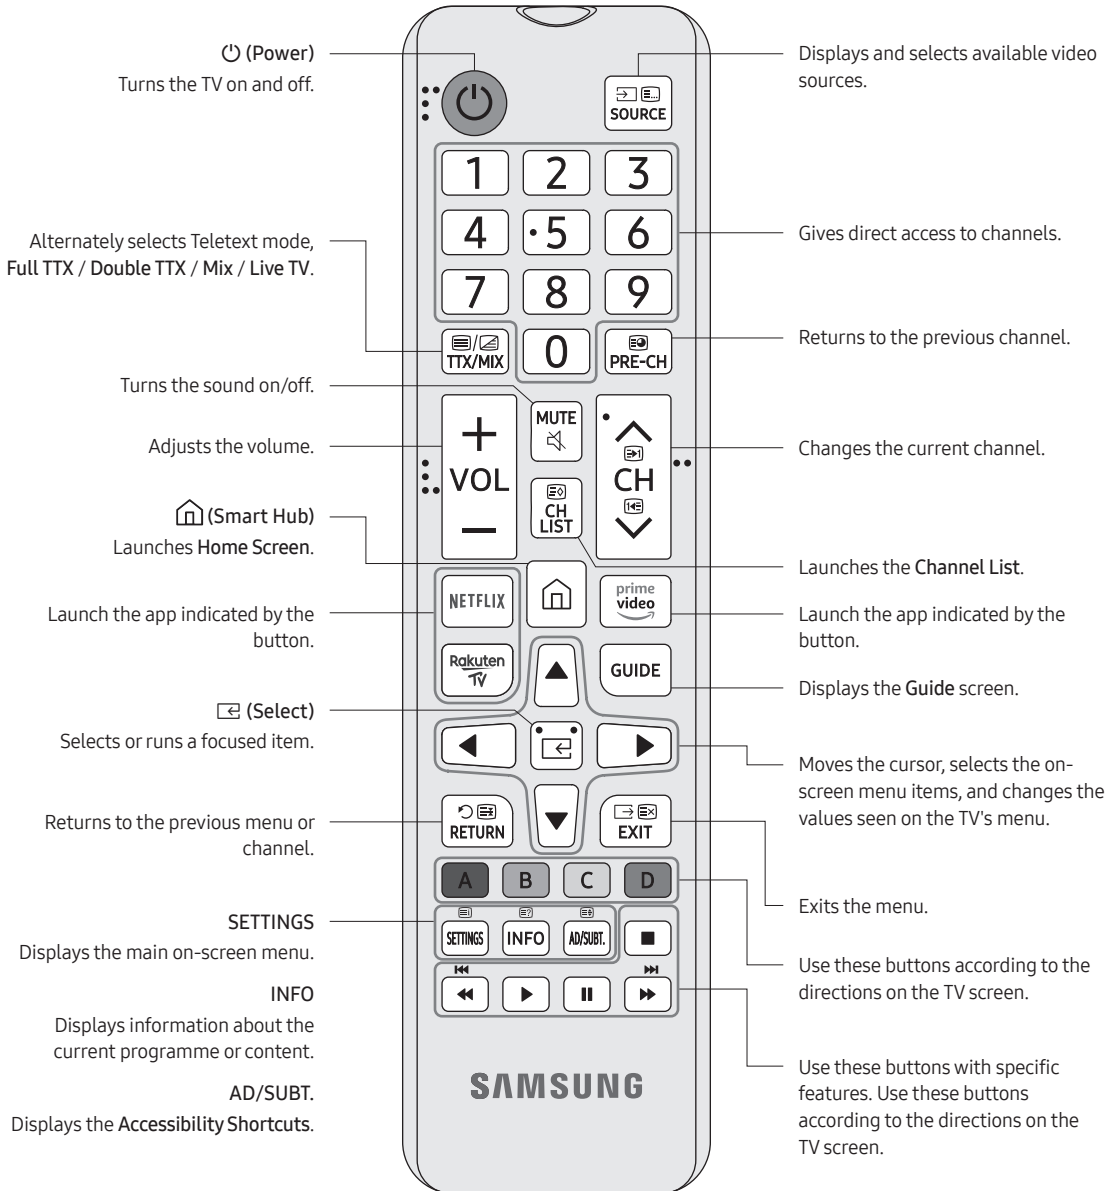 (Power)
Turns the TV on and off.
Alternately selects Teletext mode,
Full TTX / Double TTX / Mix / Live TV.
Turns the sound on/off.
Adjusts the volume.
(Smart Hub)
Launches Home Screen.
Launch the app indicated by the
button.
(Select)
Selects or runs a focused item.
Returns to the previous menu or
channel.
SETTINGS
Displays the main on-screen menu.
INFO
Displays information about the
current programme or content.
AD/SUBT.
Displays the Accessibility Shortcuts.
SOURCE
1 2 3
4 5 6
7 8 9
TTX/MIX 0 PRE-CH
MUTE
+
VOL
−
CH
CH
LIST
NETFLIX
prime
video
Rakuten
TV
GUIDE
RETURN
EXIT
A B C D
SETTINGS INFO AD/SUBT.
SAMSUNG
Displays and selects available video
sources.
Gives direct access to channels.
Returns to the previous channel.
Changes the current channel.
Launches the Channel List.
Launch the app indicated by the
button.
Displays the Guide screen.
Moves the cursor, selects the on-
screen menu items, and changes the
values seen on the TV's menu.
Exits the menu.
Use these buttons according to the
directions on the TV screen.
Use these buttons with specific
features. Use these buttons
according to the directions on the
TV screen.